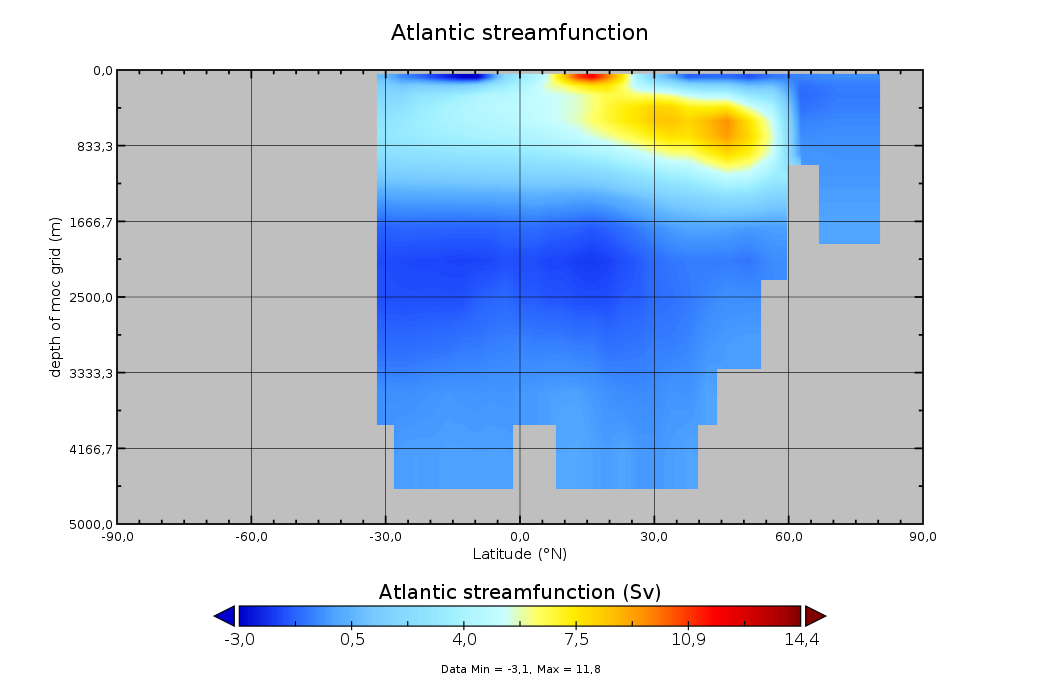 Atlantic streamfunction
0,0
833,3
1666,7
2500,0
3333,3
4166,7
5000,0
depth of moc grid (m)
-90,0 -60,0 -30,0 0,0 30,0 60,0 90,0
Latitude (°N)
Atlantic streamfunction (Sv)
-3,0 0,5 4,0 7,5 10,9 14,4
Data Min = -3,1, Max = 11,8